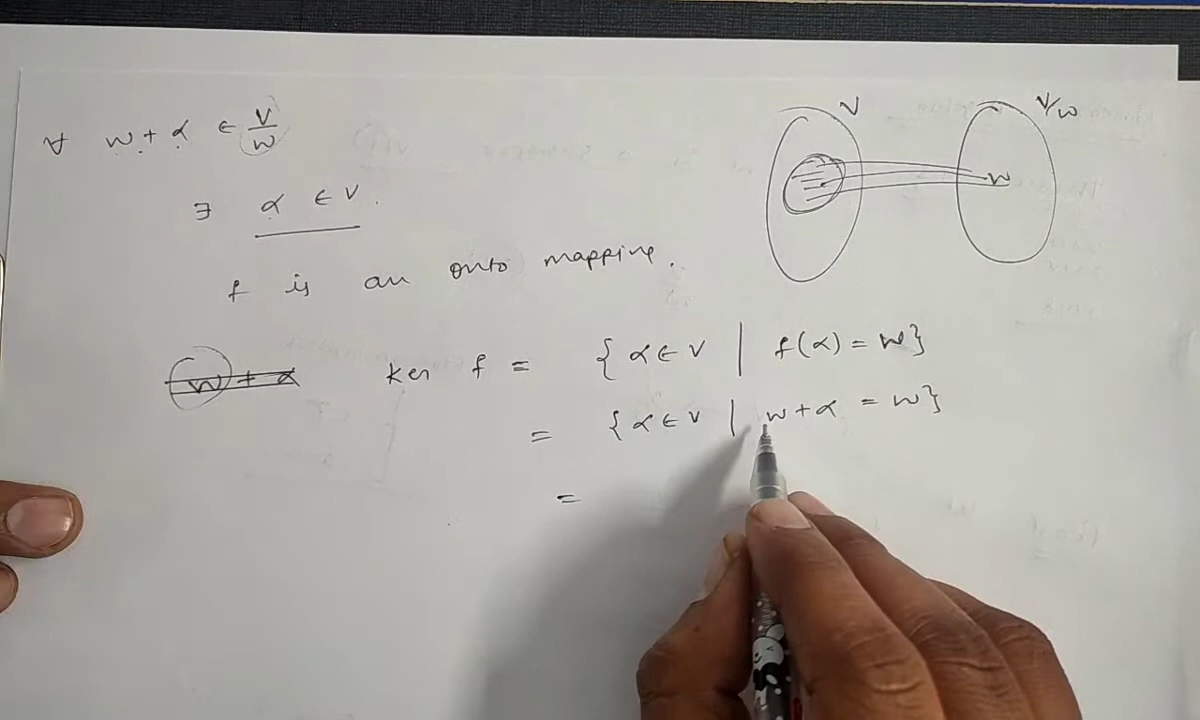 ∀ w + α ∈ V/W
∃ α ∈ V.
f is an onto mapping.
w + α
Ker f = { α ∈ V | f(α) = W}
= { α ∈ V | w + α = W}
=
V
V/W
W